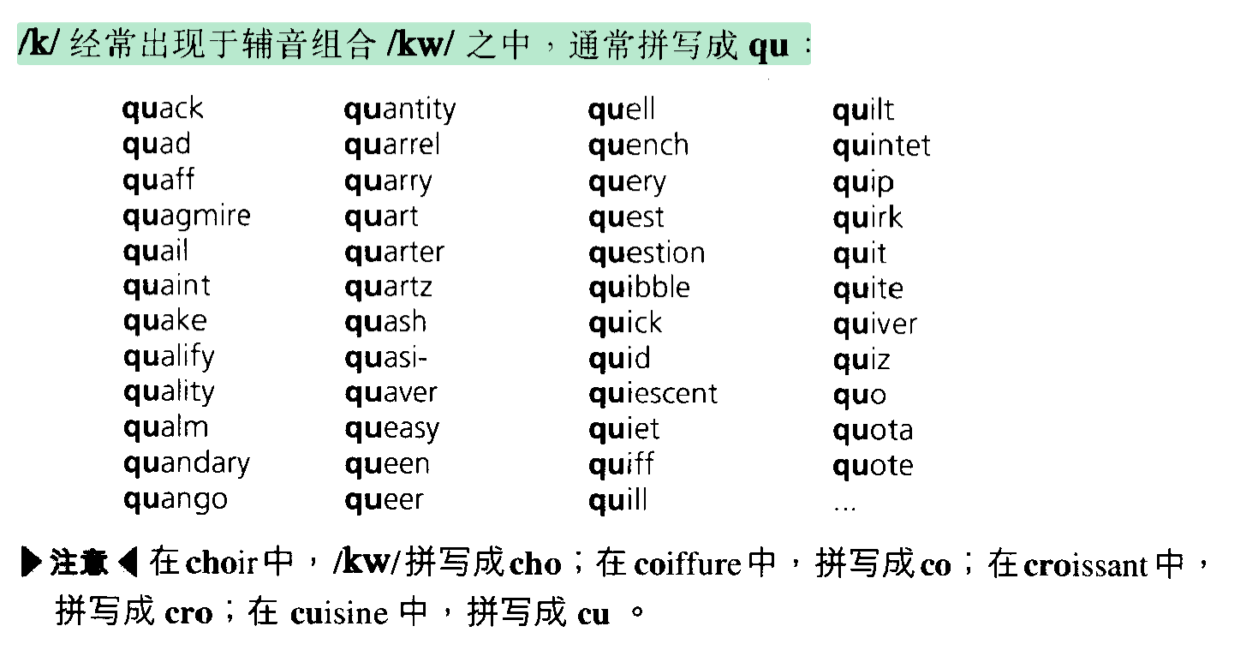 /k/ 经常出现于辅音组合 /kw/ 之中，通常拼写成 qu：
quack quantity quell quilt
quad quarrel quench quintet
quaff quarry query quip
quagmire quart quest quirk
quail quarter question quit
quaint quartz quibble quite
quake quash quick quiver
qualify quasi- quid quiz
quality quaver quiescent quo
qualm queasy quiet quota
quandary queen quiff quote
quango queer quill ...
▶注意◀ 在 choir 中，/kw/ 拼写成 cho；在 coiffure 中，拼写成 co；在 croissant 中，
拼写成 cro；在 cuisine 中，拼写成 cu 。